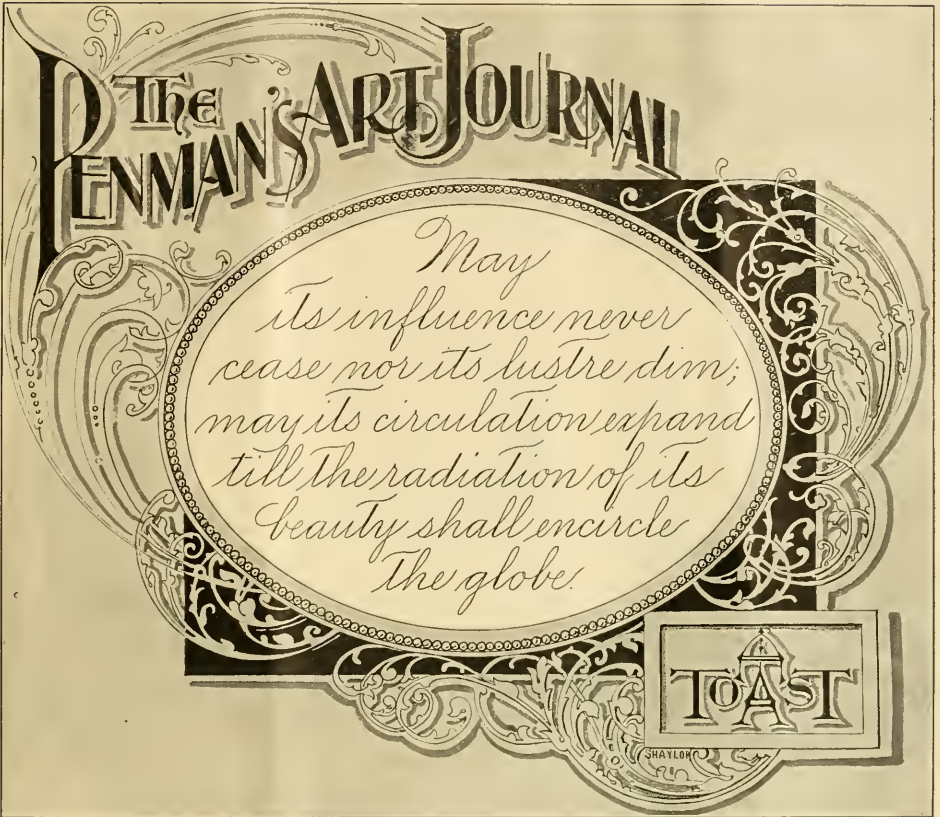 THE
PENMAN'S ART JOURNAL
May
its influence never
cease nor its lustre dim;
may its circulation expand
till the radiation of its
beauty shall encircle
the globe.
A
TOAST
SHAYLOR